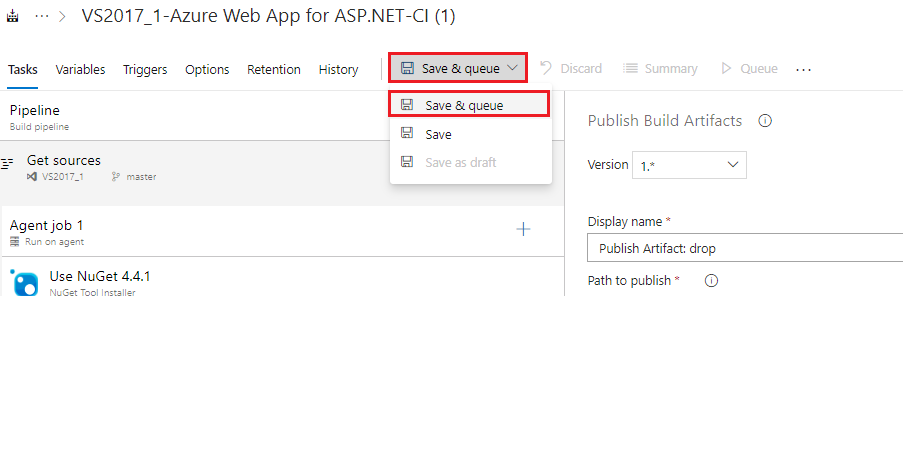 ··· > VS2017_1-Azure Web App for ASP.NET-CI (1)
Tasks Variables Triggers Options Retention History Save & queue Discard Summary Queue ...
Save & queue
Save
Save as draft
Pipeline
Build pipeline
Get sources
VS2017_1 master
Agent job 1
Run on agent
Use NuGet 4.4.1
NuGet Tool Installer
Publish Build Artifacts
Version 1.*
Display name *
Publish Artifact: drop
Path to publish *